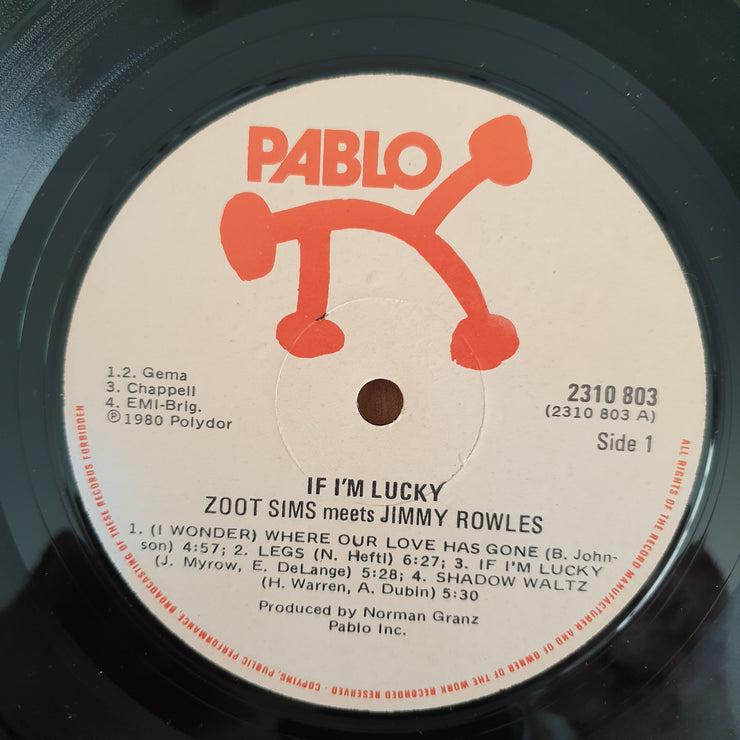 PABLO
1.2. Gema
3. Chappell
4. EMI-Brig.
℗ 1980 Polydor
2310 803
(2310 803 A)
Side 1
IF I'M LUCKY
ZOOT SIMS meets JIMMY ROWLES
1. (I WONDER) WHERE OUR LOVE HAS GONE (B. John-
son) 4:57; 2. LEGS (N. Hefti) 6:27; 3. IF I'M LUCKY
(J. Myrow, E. DeLange) 5:28; 4. SHADOW WALTZ
(H. Warren, A. Dubin) 5:30
Produced by Norman Granz
Pablo Inc.
ALL RIGHTS OF THE RECORD MANUFACTURER AND OF OWNER OF THE WORK RECORDED RESERVED - COPYING, PUBLIC PERFORMANCE, BROADCASTING OF THESE RECORDS FORBIDDEN